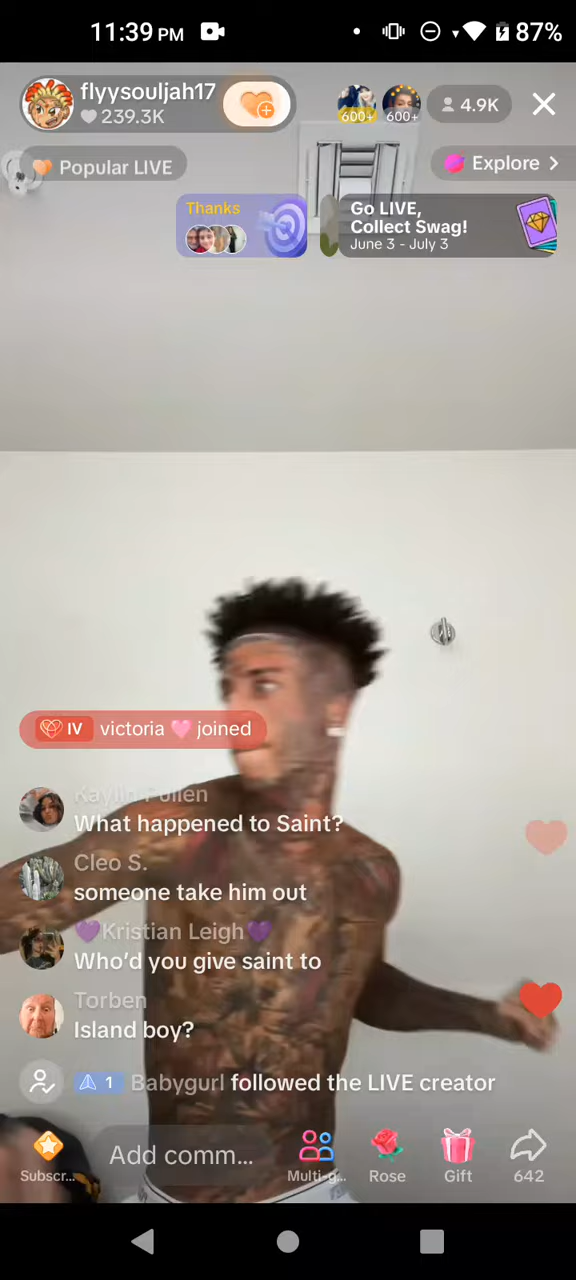 11:39 PM
87%
flyysouljah17
239.3K
600+
600+
4.9K
Popular LIVE
Explore >
Thanks
Go LIVE,
Collect Swag!
June 3 - July 3
IV victoria 🩷 joined
Kaylin Pullen
What happened to Saint?
Cleo S.
someone take him out
💜Kristian Leigh💜
Who'd you give saint to
Torben
Island boy?
1 Babygurl followed the LIVE creator
Add comm...
Subscr...
Multi-g...
Rose
Gift
642